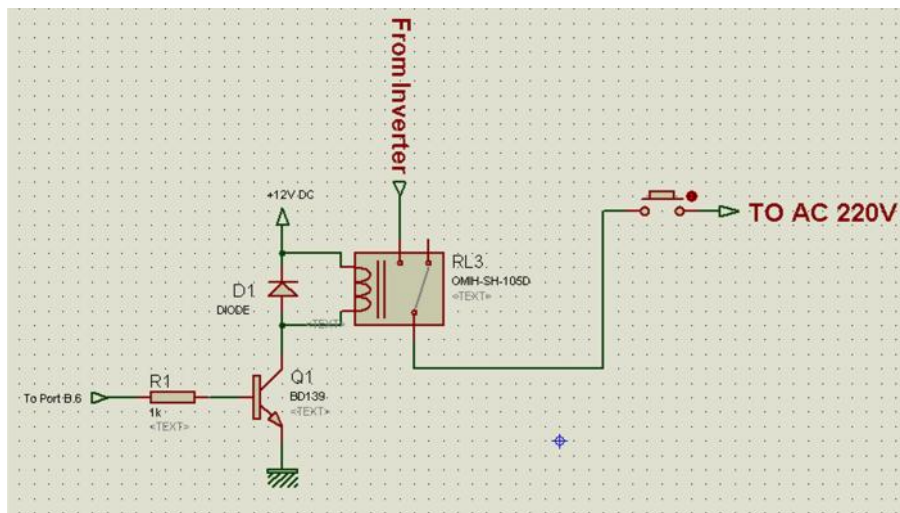 From Inverter
+12V DC
TO AC 220V
RL3
OMIH-SH-105D
<TEXT>
D1
DIODE
<TEXT>
Q1
BD139
<TEXT>
R1
1k
<TEXT>
To Port B.6